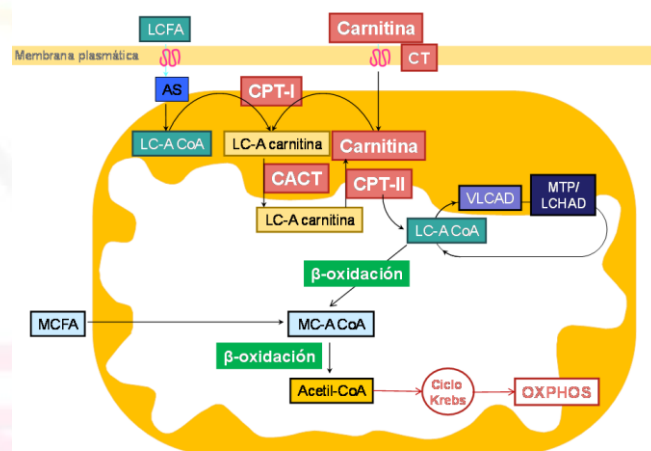 LCFA
Carnitina
Membrana plasmática
CT
AS
CPT-I
LC-A CoA
LC-A carnitina
Carnitina
CACT
CPT-II
VLCAD
MTP/
LCHAD
LC-A carnitina
LC-A CoA
β-oxidación
MCFA
MC-A CoA
β-oxidación
Acetil-CoA
Ciclo
Krebs
OXPHOS